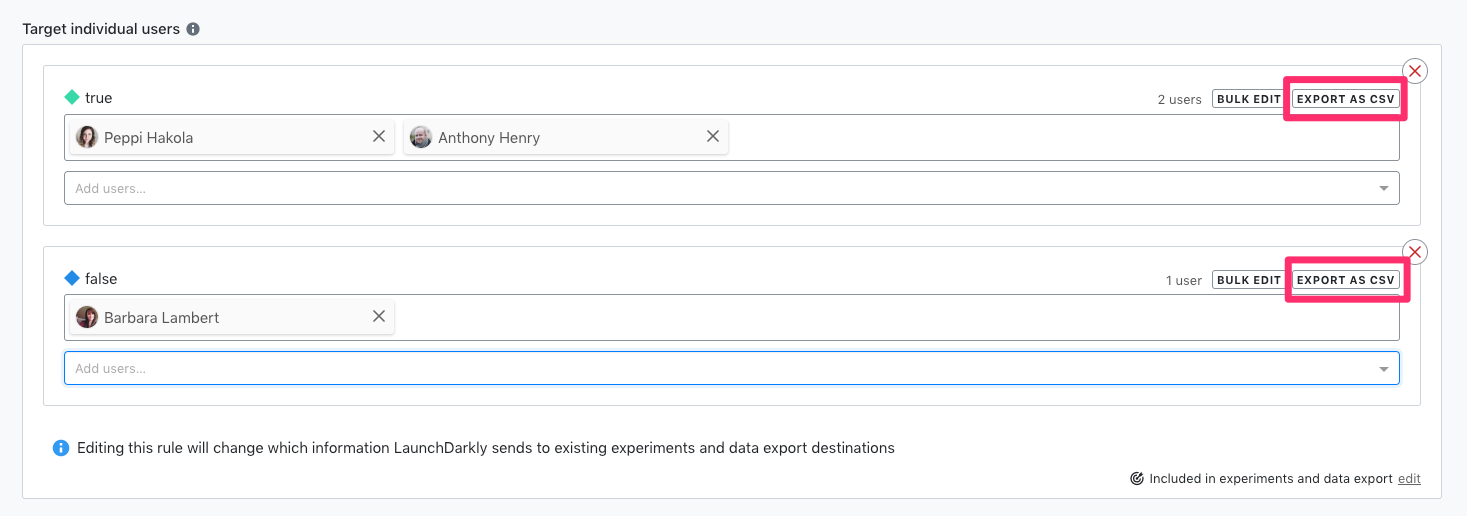 Target individual users
true
2 users BULK EDIT EXPORT AS CSV
Peppi Hakola Anthony Henry
Add users...
false
1 user BULK EDIT EXPORT AS CSV
Barbara Lambert
Add users...
Editing this rule will change which information LaunchDarkly sends to existing experiments and data export destinations
Included in experiments and data export edit